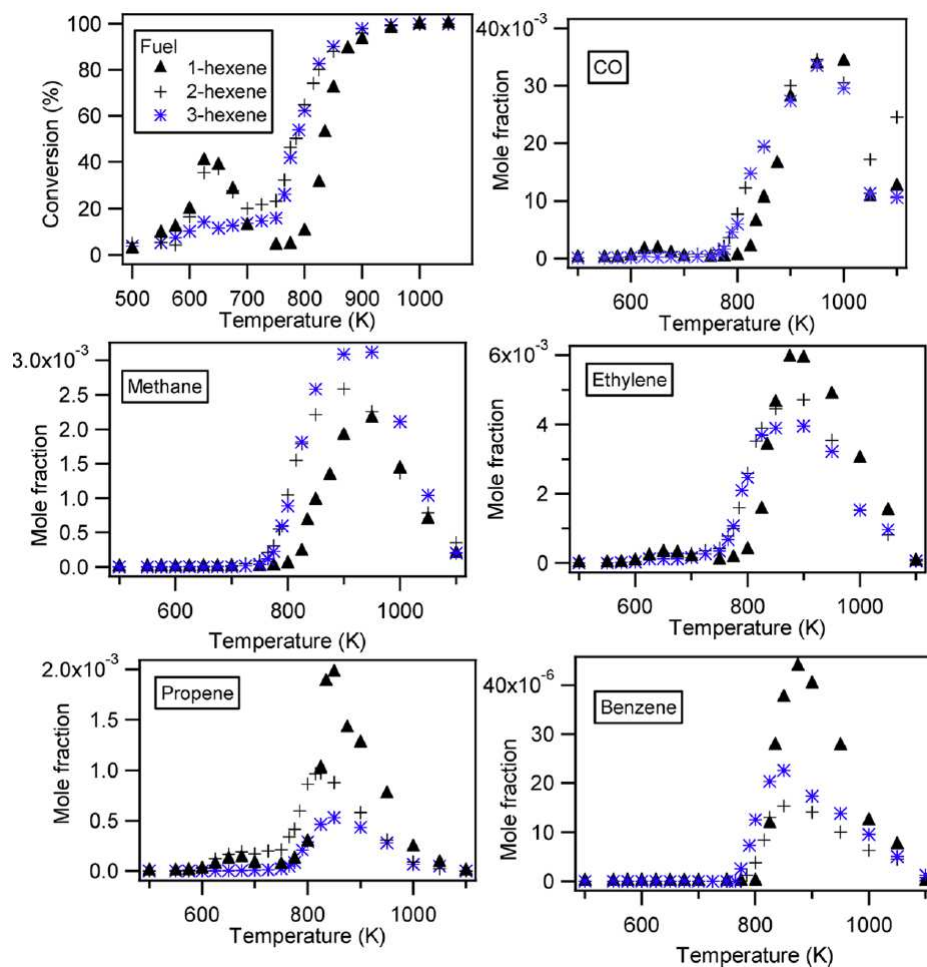 Fuel
1-hexene
2-hexene
3-hexene
Conversion (%)
100
80
60
40
20
0
500 600 700 800 900 1000
Temperature (K)
CO
Mole fraction
40x10-3
30
20
10
0
600 800 1000
Temperature (K)
Methane
Mole fraction
3.0x10-3
2.5
2.0
1.5
1.0
0.5
0.0
600 800 1000
Temperature (K)
Ethylene
Mole fraction
6x10-3
4
2
0
600 800 1000
Temperature (K)
Propene
Mole fraction
2.0x10-3
1.5
1.0
0.5
0.0
600 800 1000
Temperature (K)
Benzene
Mole fraction
40x10-6
30
20
10
0
600 800 1000
Temperature (K)